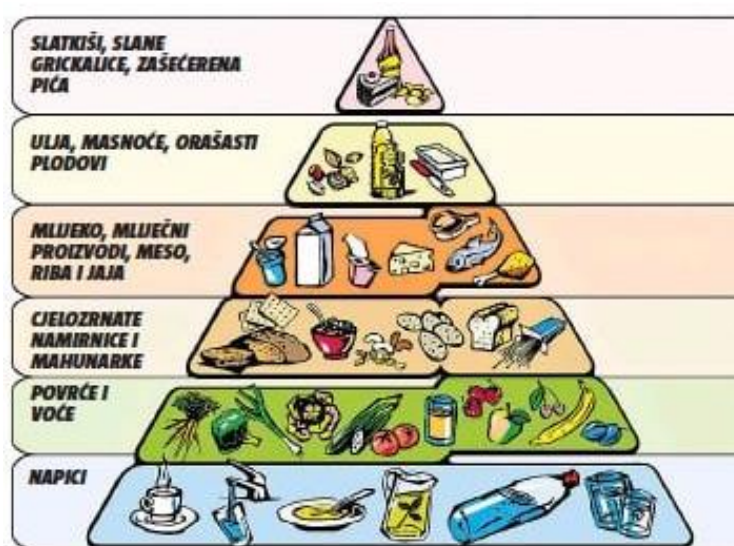 SLATKIŠI, SLANE
GRICKALICE, ZAŠEĆERENA
PIĆA
ULJA, MASNOĆE, ORAŠASTI
PLODOVI
MLIJEKO, MLIJEČNI
PROIZVODI, MESO,
RIBA I JAJA
CJELOZRNATE
NAMIRNICE I
MAHUNARKE
POVRĆE I
VOĆE
NAPICI